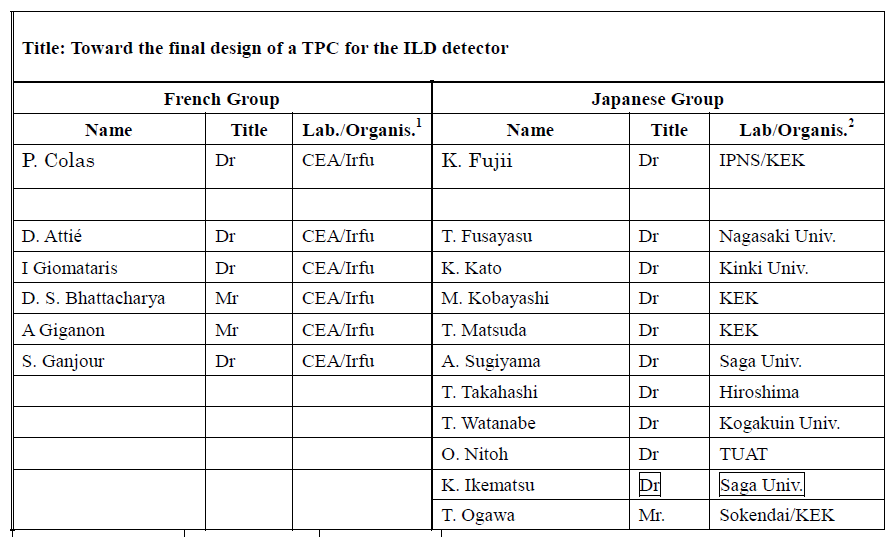 Title: Toward the final design of a TPC for the ILD detector
French Group Japanese Group
Name Title Lab./Organis.1 Name Title Lab/Organis.2
P. Colas Dr CEA/Irfu K. Fujii Dr IPNS/KEK
D. Attié Dr CEA/Irfu T. Fusayasu Dr Nagasaki Univ.
I Giomataris Dr CEA/Irfu K. Kato Dr Kinki Univ.
D. S. Bhattacharya Mr CEA/Irfu M. Kobayashi Dr KEK
A Giganon Mr CEA/Irfu T. Matsuda Dr KEK
S. Ganjour Dr CEA/Irfu A. Sugiyama Dr Saga Univ.
T. Takahashi Dr Hiroshima
T. Watanabe Dr Kogakuin Univ.
O. Nitoh Dr TUAT
K. Ikematsu Dr Saga Univ.
T. Ogawa Mr. Sokendai/KEK